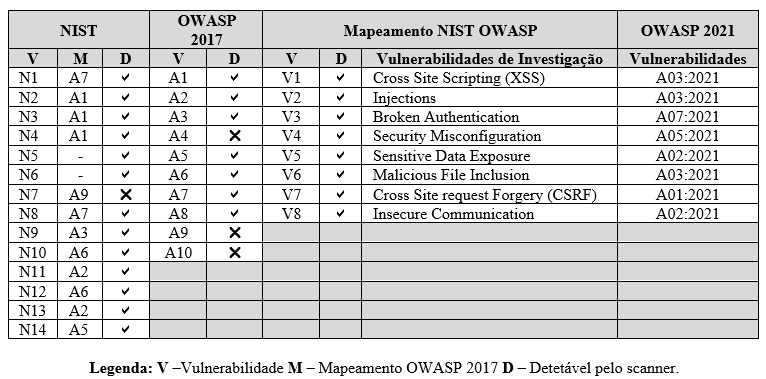 NIST OWASP 2017 Mapeamento NIST OWASP OWASP 2021
V M D V D V D Vulnerabilidades de Investigação Vulnerabilidades
N1 A7 ✓ A1 ✓ V1 ✓ Cross Site Scripting (XSS) A03:2021
N2 A1 ✓ A2 ✓ V2 ✓ Injections A03:2021
N3 A1 ✓ A3 ✓ V3 ✓ Broken Authentication A07:2021
N4 A1 ✓ A4 ✗ V4 ✓ Security Misconfiguration A05:2021
N5 - ✓ A5 ✓ V5 ✓ Sensitive Data Exposure A02:2021
N6 - ✓ A6 ✓ V6 ✓ Malicious File Inclusion A03:2021
N7 A9 ✗ A7 ✓ V7 ✓ Cross Site request Forgery (CSRF) A01:2021
N8 A7 ✓ A8 ✓ V8 ✓ Insecure Communication A02:2021
N9 A3 ✓ A9 ✗
N10 A6 ✓ A10 ✗
N11 A2 ✓
N12 A6 ✓
N13 A2 ✓
N14 A5 ✓
Legenda: V –Vulnerabilidade M – Mapeamento OWASP 2017 D – Detetável pelo scanner.